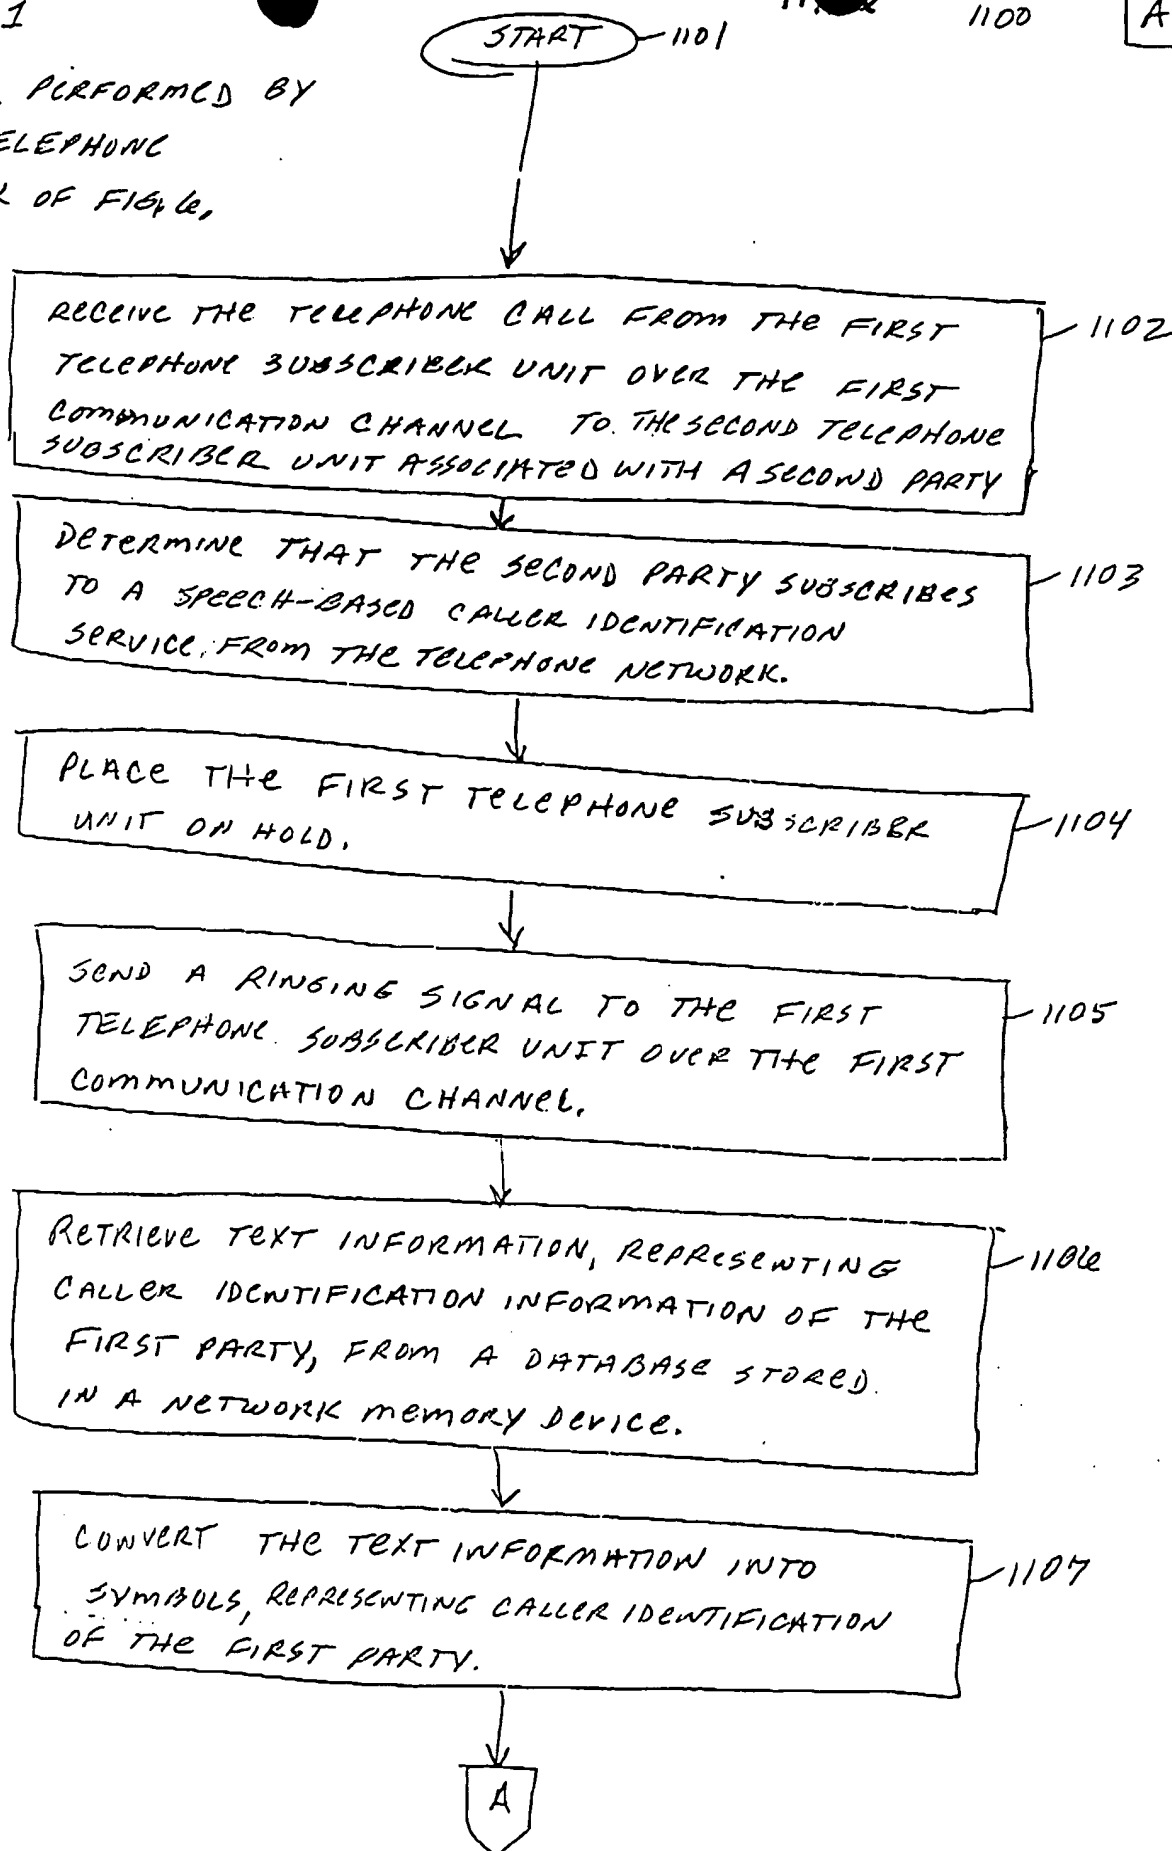 1
1100
A
START 1101
PERFORMED BY
TELEPHONE
OF FIG. 6.
RECEIVE THE TELEPHONE CALL FROM THE FIRST
1102
TELEPHONE SUBSCRIBER UNIT OVER THE FIRST
COMMUNICATION CHANNEL TO THE SECOND TELEPHONE
SUBSCRIBER UNIT ASSOCIATED WITH A SECOND PARTY
DETERMINE THAT THE SECOND PARTY SUBSCRIBES
1103
TO A SPEECH-BASED CALLER IDENTIFICATION
SERVICE FROM THE TELEPHONE NETWORK.
PLACE THE FIRST TELEPHONE SUBSCRIBER
1104
UNIT ON HOLD.
SEND A RINGING SIGNAL TO THE FIRST
1105
TELEPHONE SUBSCRIBER UNIT OVER THE FIRST
COMMUNICATION CHANNEL.
RETRIEVE TEXT INFORMATION, REPRESENTING
1106
CALLER IDENTIFICATION INFORMATION OF THE
FIRST PARTY, FROM A DATABASE STORED
IN A NETWORK MEMORY DEVICE.
CONVERT THE TEXT INFORMATION INTO
1107
SYMBOLS, REPRESENTING CALLER IDENTIFICATION
OF THE FIRST PARTY.
A